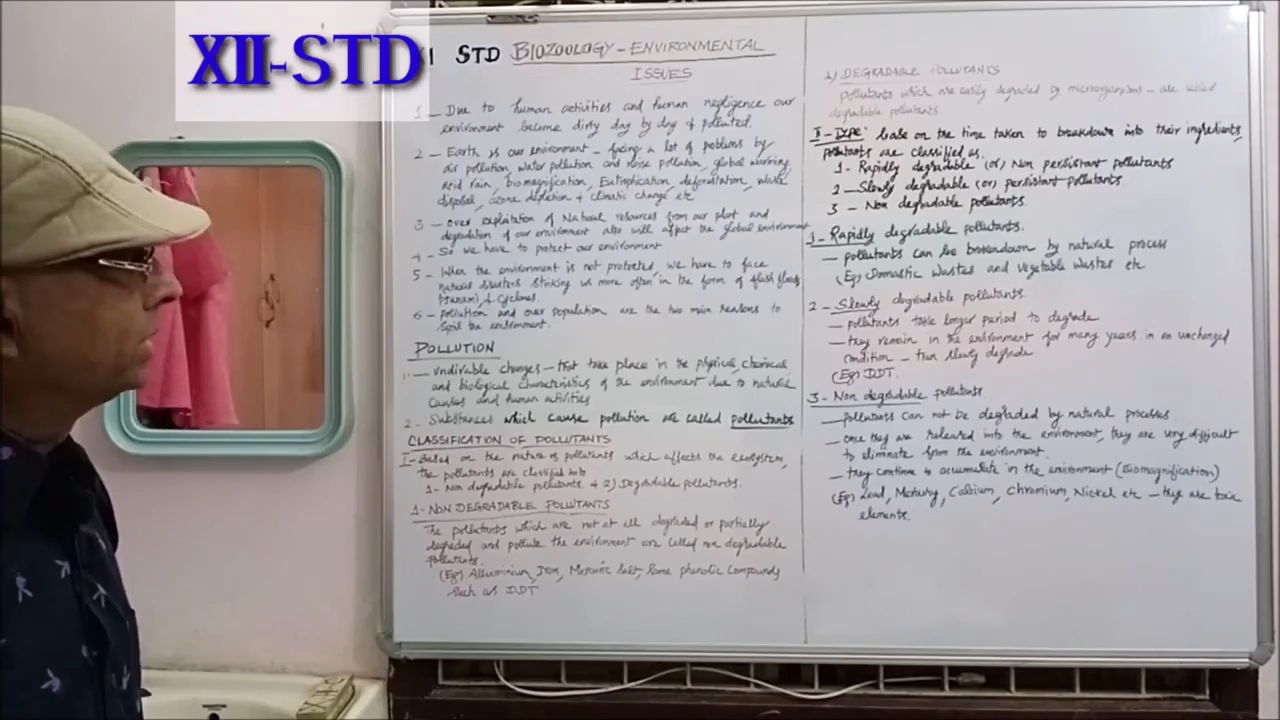 XII-STD
I STD BIOZOOLOGY - ENVIRONMENTAL
ISSUES
1 - Due to human activities and human negligence our
environment become dirty day by day & polluted.
2 - Earth is our environment - facing a lot of problems by
air pollution, water pollution and noise pollution, global warming,
acid rain, biomagnification, Eutrophication, deforestation, waste
disposal, ozone depletion & climatic change etc
3 - Over exploitation of Natural resources from our plant and
degradation of our environment also will affect the global environment
4 - So we have to protect our environment
5 - When the environment is not protected, we have to face
natural disasters striking us more often in the form of flash floods,
Tsunami, & cyclones.
6 - pollution and over population are the two main reasons to
spoil the environment.
POLLUTION
1. - undirable changes - that take place in the physical, chemical
and biological characteristics of the environment due to natural
causes and human activities
2 - Substances which cause pollution are called pollutants
CLASSIFICATION OF POLLUTANTS
I - Based on the nature of pollutants which affects the ecosystem,
the pollutants are classified into
1 - Non degradable pollutants & 2) Degradable pollutants.
1 - NON DEGRADABLE POLLUTANTS
The pollutants which are not at all degraded or partially
degraded and pollute the environment are called non degradable
pollutants.
(Eg) Alluminium, Iron, Mercuric salt, Some phenolic compounds
such as DDT
2) DEGRADABLE POLLUTANTS
pollutants which are easily degraded by microorganisms - are called
degradable pollutants
II - TYPE: base on the time taken to breakdown into their ingredients,
pollutants are classified as.
1 - Rapidly degradable (or) Non persistant pollutants
2 - Slowly degradable (or) persistant pollutants
3 - Non degradable pollutants
1 - Rapidly degradable pollutants.
- pollutants can be broendown by natural process
(Eg) Domastic wastes and vegetable wastes etc
2 - Slowly degradable pollutants.
- pollutants take longer period to degrade
- they remain in the environment for many years in an unchanged
condition - then slowly degrade
(Eg) DDT.
3 - Non degradable pollutants
- pollutants can not be degraded by natural processes.
- once they are released into the environment, they are very difficult
to eliminate from the environment.
- they continue to accumulate in the environment (Biomagnification)
(Eg) Lead, Mercury, Calcium, Chromium, Nickel etc - they are toxic
elements.